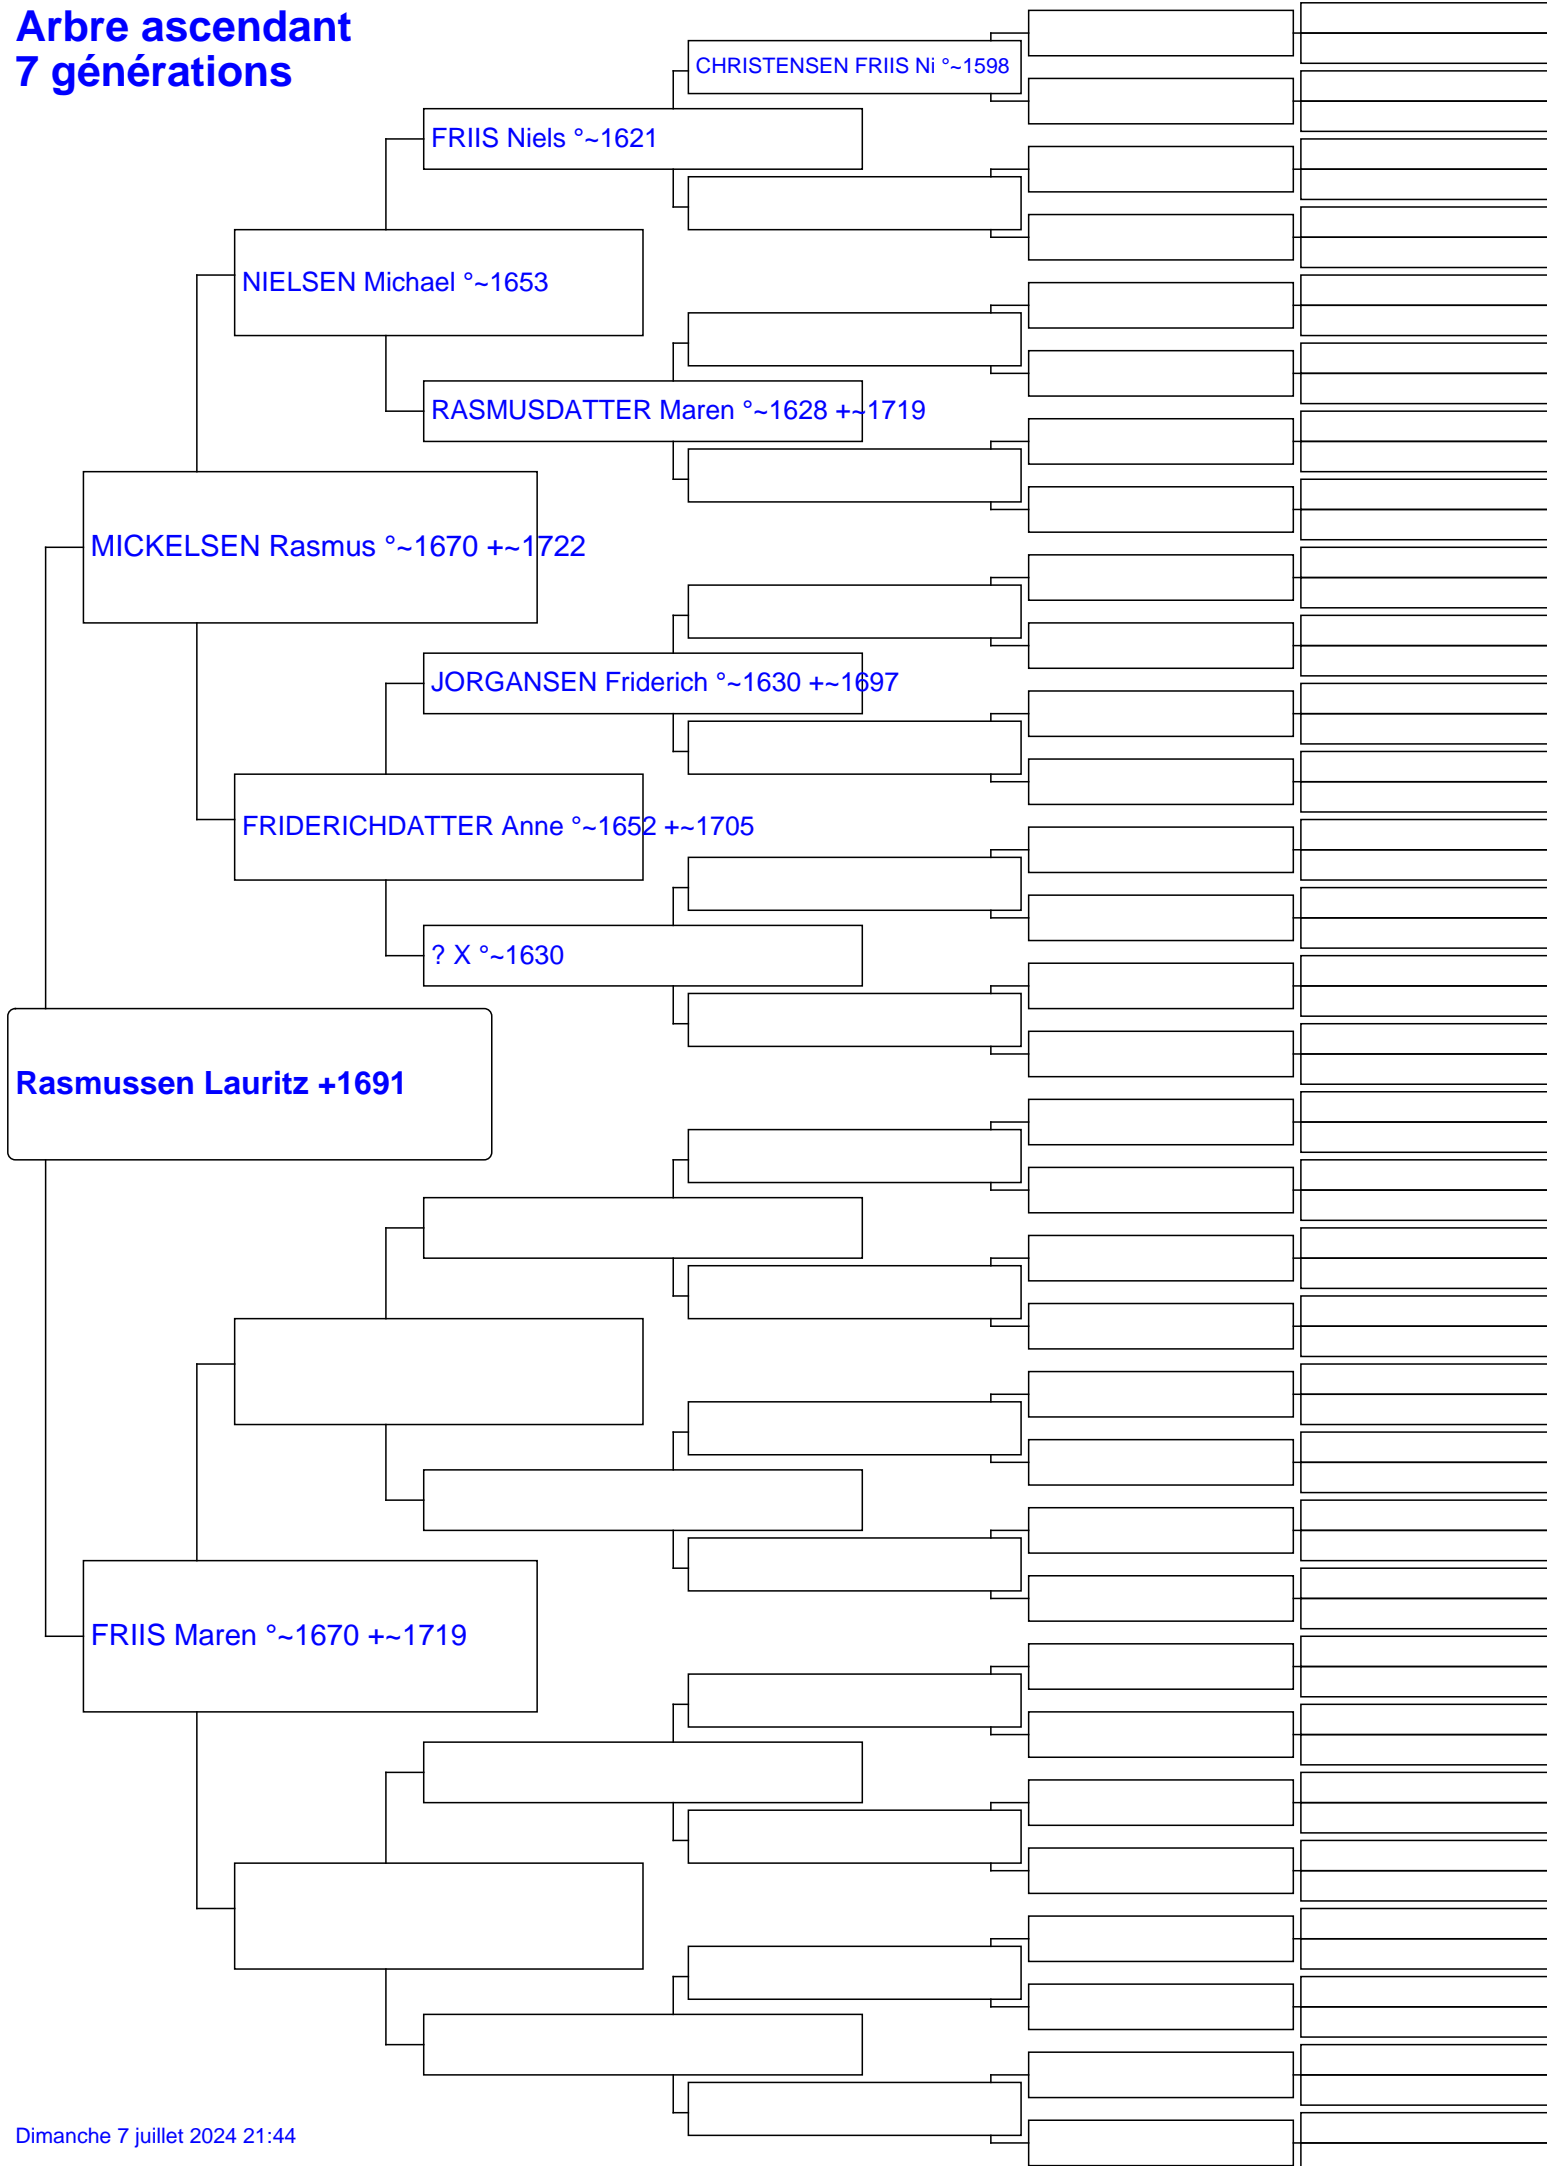 Arbre ascendant
7 générations
CHRISTENSEN FRIIS Ni °~1598
FRIIS Niels °~1621
NIELSEN Michael °~1653
RASMUSDATTER Maren °~1628 +~1719
MICKELSEN Rasmus °~1670 +~1722
JORGANSEN Friderich °~1630 +~1697
FRIDERICHDATTER Anne °~1652 +~1705
? X °~1630
Rasmussen Lauritz +1691
FRIIS Maren °~1670 +~1719
Dimanche 7 juillet 2024 21:44